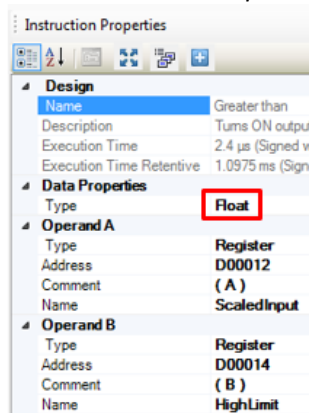 Instruction Properties
Design
Name Greater than
Description Turns ON outpu
Execution Time 2.4 µs (Signed w
Execution Time Retentive 1.0975 ms (Sign
Data Properties
Type Float
Operand A
Type Register
Address D00012
Comment ( A )
Name ScaledInput
Operand B
Type Register
Address D00014
Comment ( B )
Name HighLimit